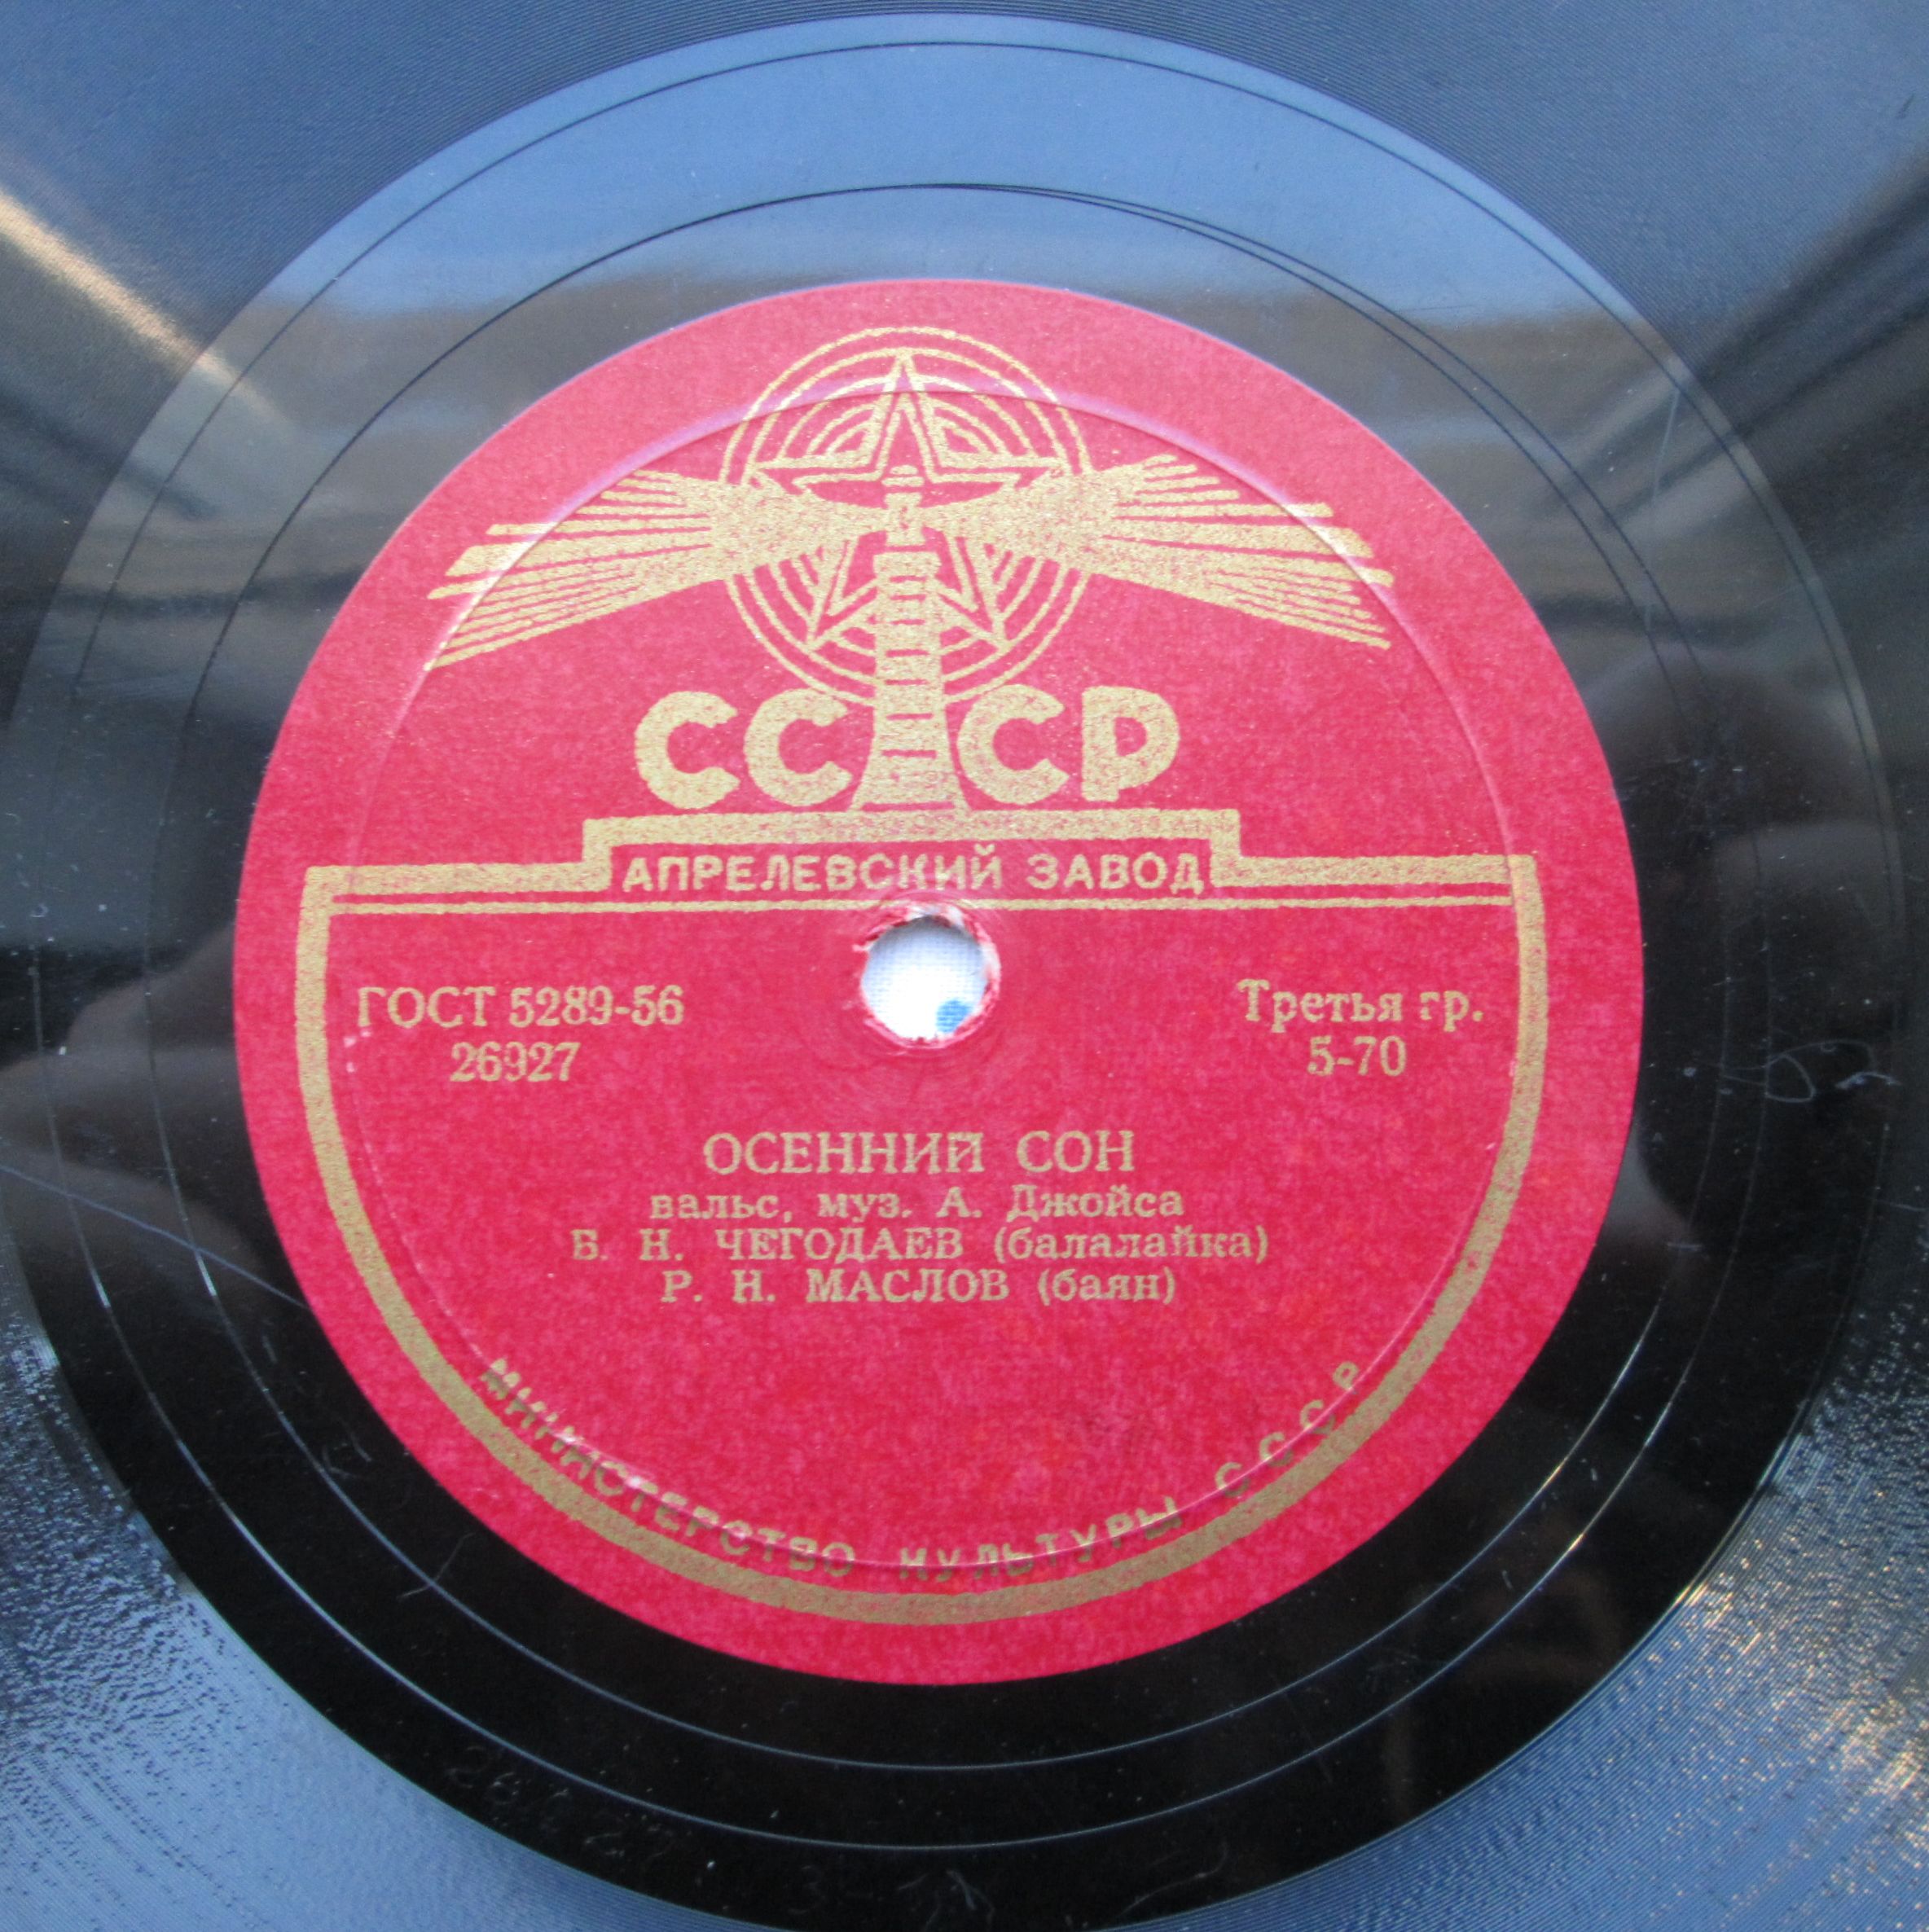 СССР
АПРЕЛЕВСКИЙ ЗАВОД
ГОСТ 5289-56
26927
Третья гр.
5-70
ОСЕННИЙ СОН
вальс, муз. А. Джойса
Б. Н. ЧЕГОДАЕВ (балалайка)
Р. Н. МАСЛОВ (баян)
МИНИСТЕРСТВО КУЛЬТУРЫ СССР